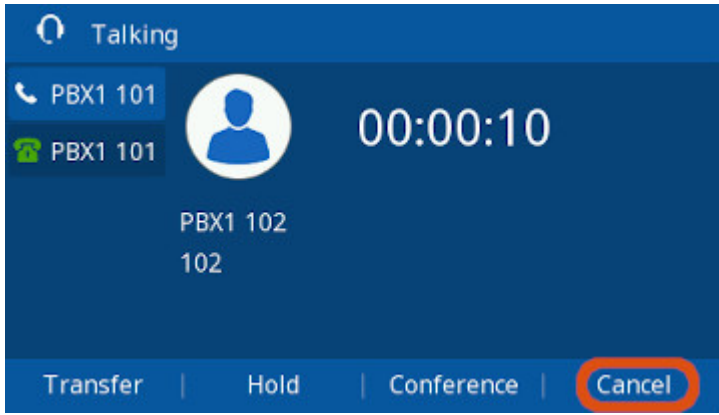 Talking
PBX1 101
PBX1 101
00:00:10
PBX1 102
102
Transfer | Hold | Conference | Cancel